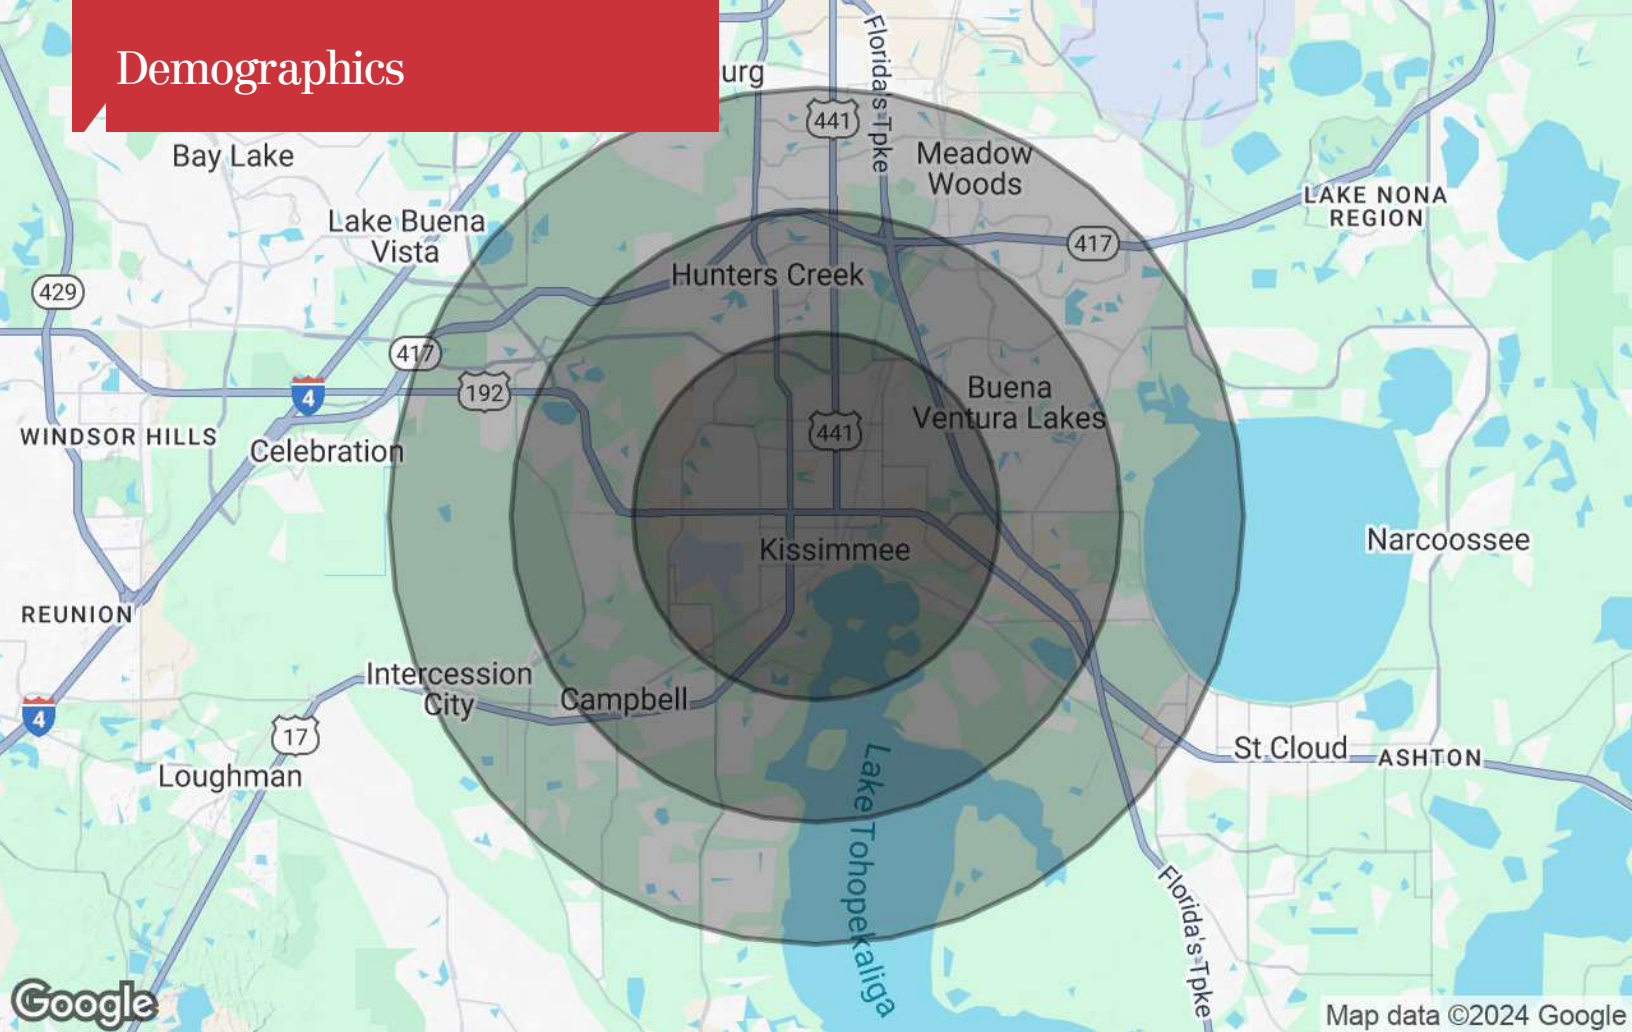 Demographics
urg
441
Florida's Tpke
Meadow
Woods
Bay Lake
LAKE NONA
REGION
Lake Buena
Vista
417
Hunters Creek
429
417
192
4
Buena
Ventura Lakes
441
WINDSOR HILLS
Celebration
Kissimmee
Narcoossee
REUNION
Intercession
City
Campbell
4
17
Loughman
St Cloud
ASHTON
Lake Tohopekaliga
Florida's Tpke
Google
Map data ©2024 Google